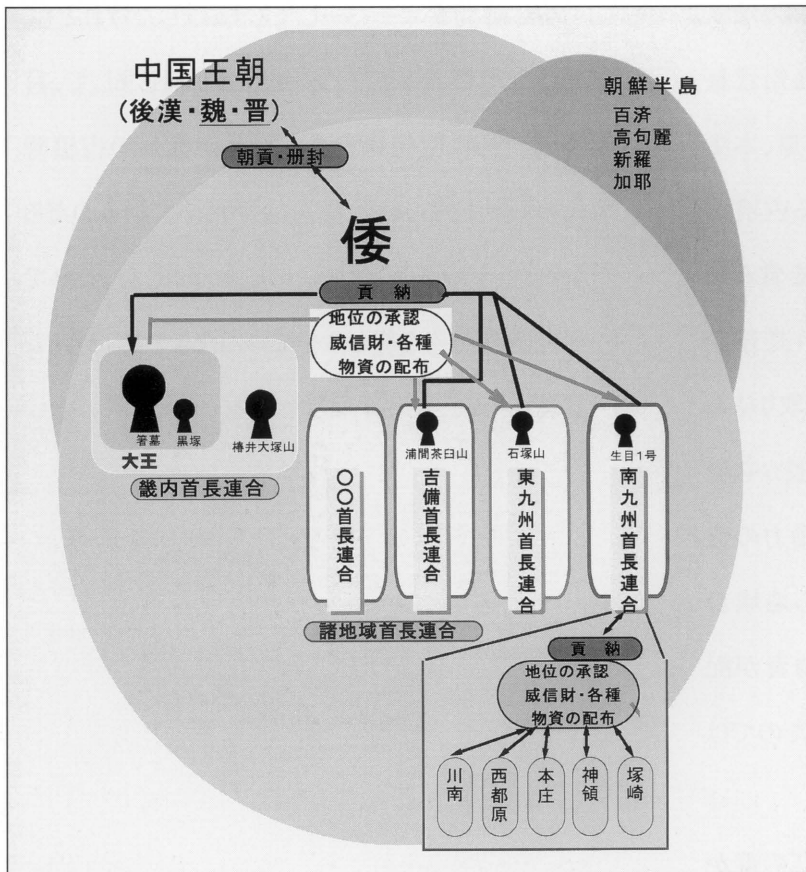 中国王朝
(後漢・魏・晋)
朝鮮半島
百済
高句麗
新羅
加耶
朝貢・册封
倭
貢納
地位の承認
威信財・各種
物資の配布
箸墓
黒塚
椿井大塚山
大王
畿内首長連合
浦間茶臼山
石塚山
生目1号
〇〇首長連合
吉備首長連合
東九州首長連合
南九州首長連合
諸地域首長連合
貢納
地位の承認
威信財・各種
物資の配布
川南
西都原
本庄
神領
塚崎